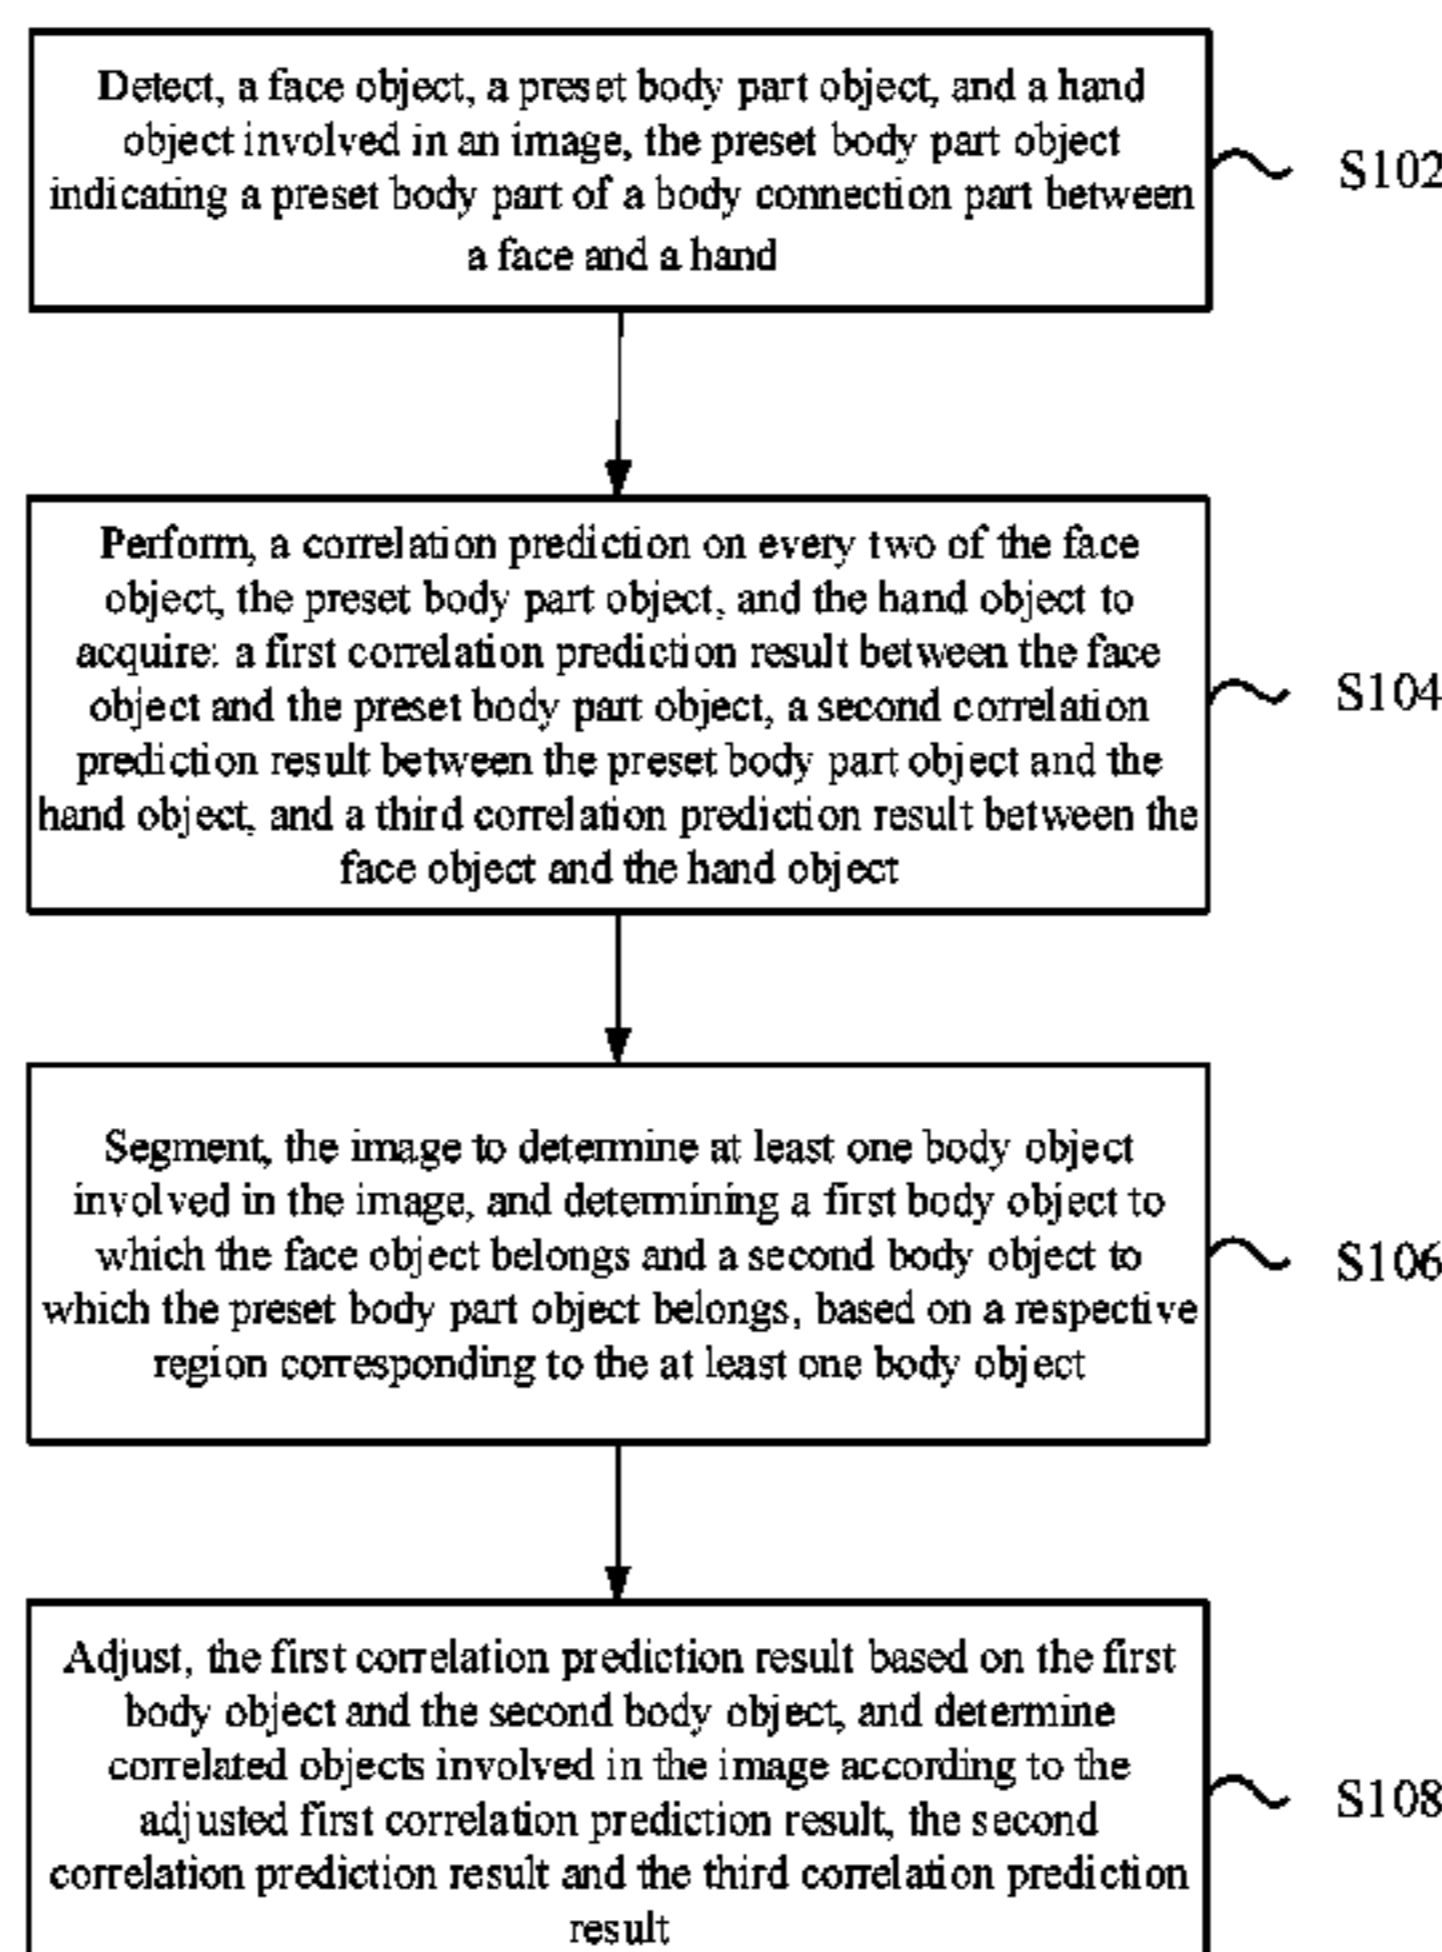 Detect, a face object, a preset body part object, and a hand
object involved in an image, the preset body part object
indicating a preset body part of a body connection part between
a face and a hand
S102
Perform, a correlation prediction on every two of the face
object, the preset body part object, and the hand object to
acquire: a first correlation prediction result between the face
object and the preset body part object, a second correlation
prediction result between the preset body part object and the
hand object, and a third correlation prediction result between the
face object and the hand object
S104
Segment, the image to determine at least one body object
involved in the image, and determining a first body object to
which the face object belongs and a second body object to
which the preset body part object belongs, based on a respective
region corresponding to the at least one body object
S106
Adjust, the first correlation prediction result based on the first
body object and the second body object, and determine
correlated objects involved in the image according to the
adjusted first correlation prediction result, the second
correlation prediction result and the third correlation prediction
result
S108